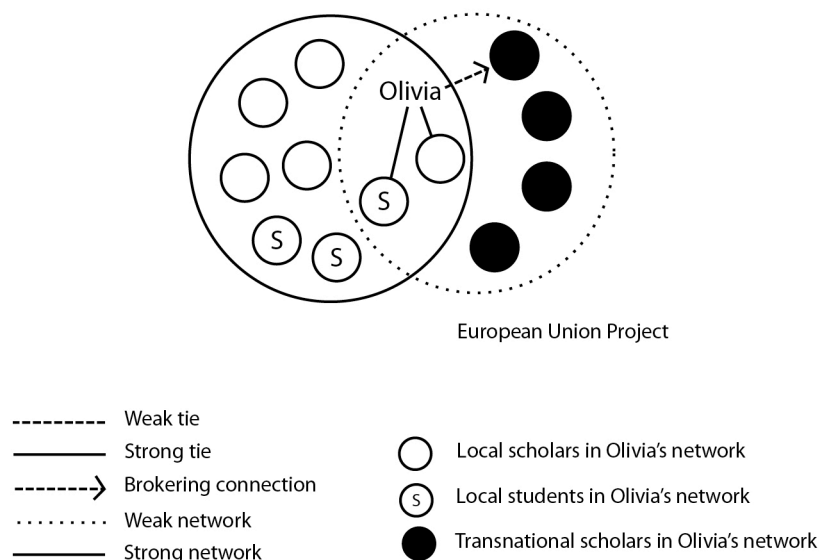 Olivia
S
S
S
European Union Project
Weak tie
Strong tie
Brokering connection
Weak network
Strong network
Local scholars in Olivia's network
S
Local students in Olivia's network
Transnational scholars in Olivia's network